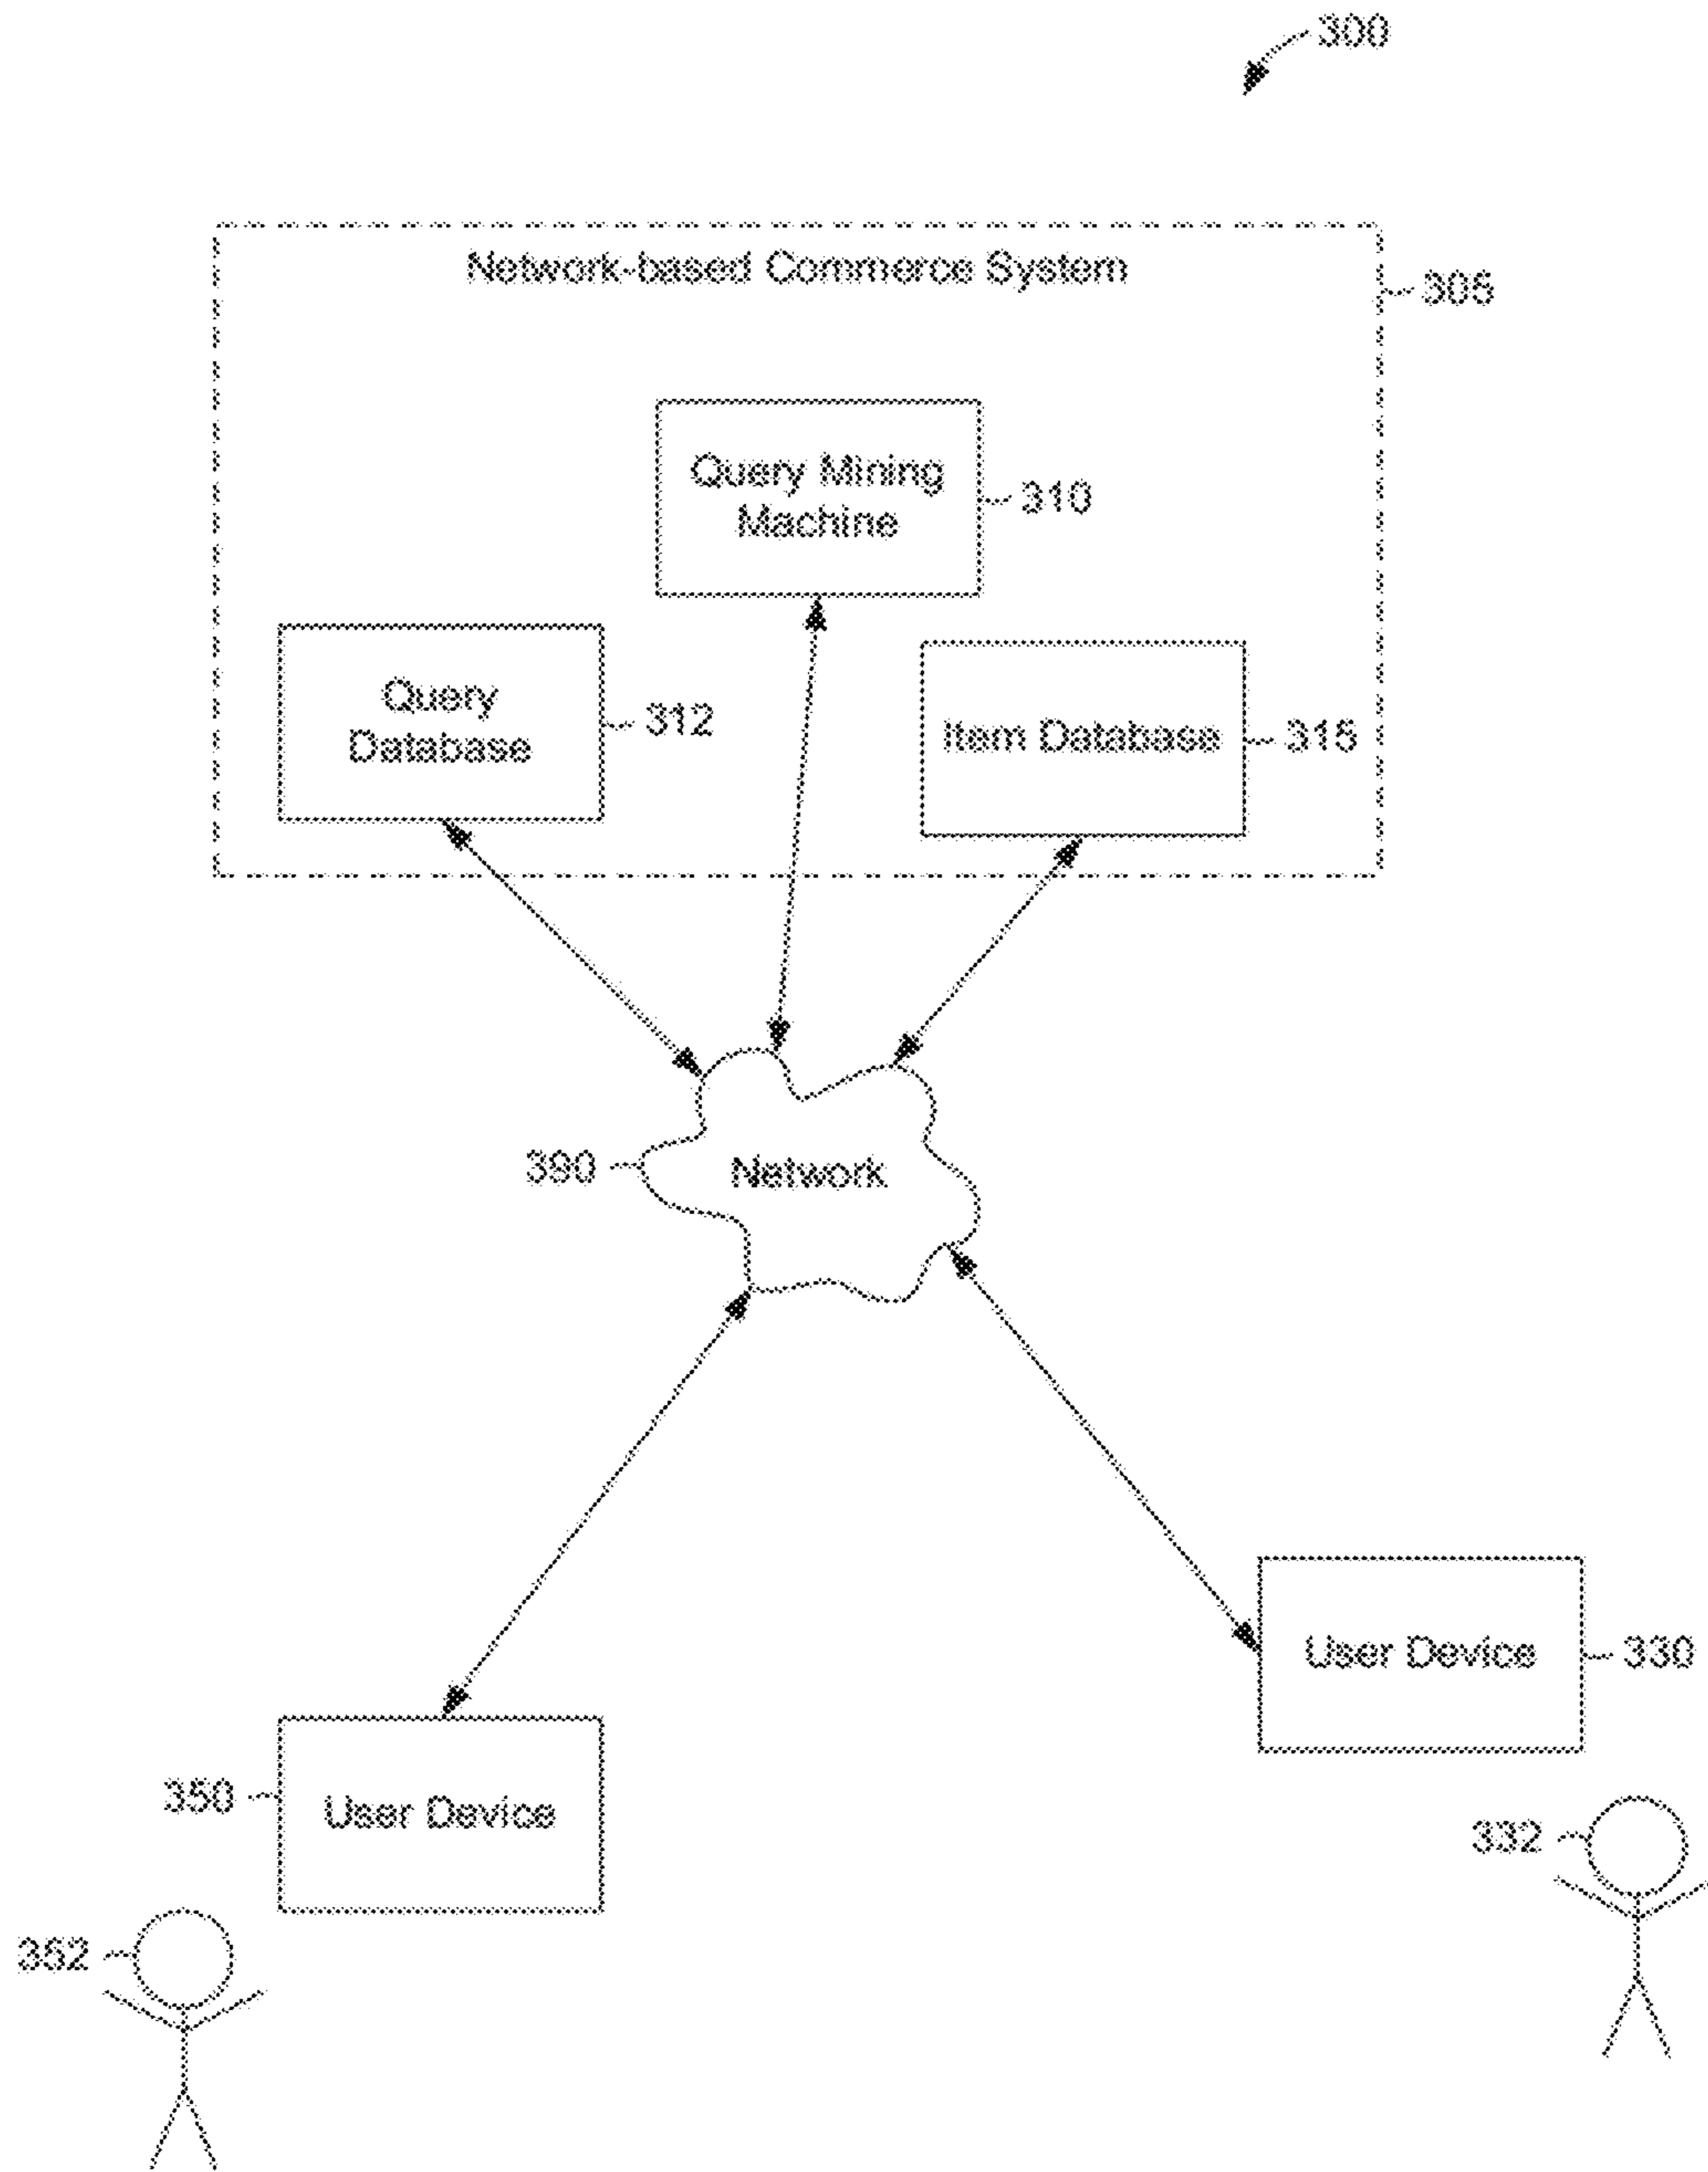 300
Network-based Commerce System
305
Query Mining
Machine
310
Query
Database
312
Item Database
315
390
Network
User Device
330
350
User Device
332
352